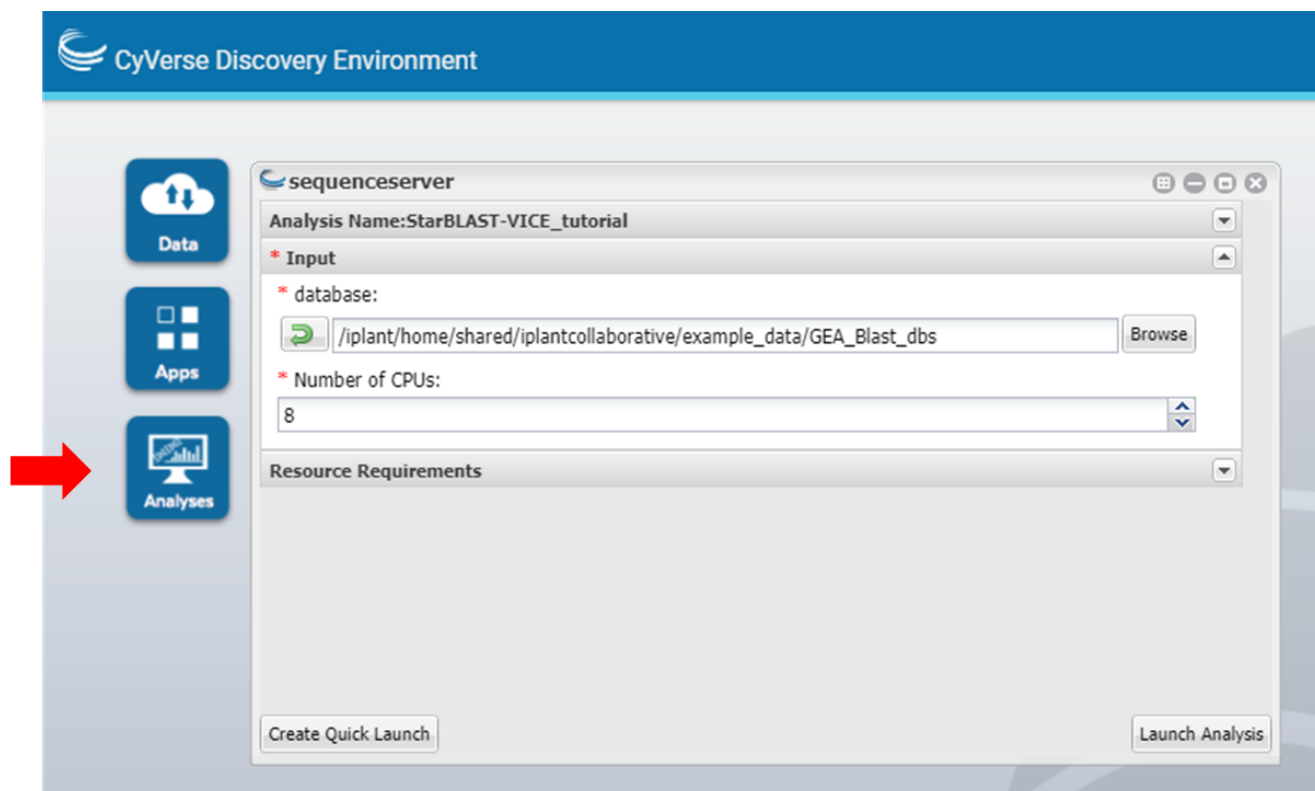 CyVerse Discovery Environment
Data
Apps
Analyses
sequenceserver
Analysis Name:StarBLAST-VICE_tutorial
* Input
* database:
/iplant/home/shared/iplantcollaborative/example_data/GEA_Blast_dbs
Browse
* Number of CPUs:
8
Resource Requirements
Create Quick Launch
Launch Analysis